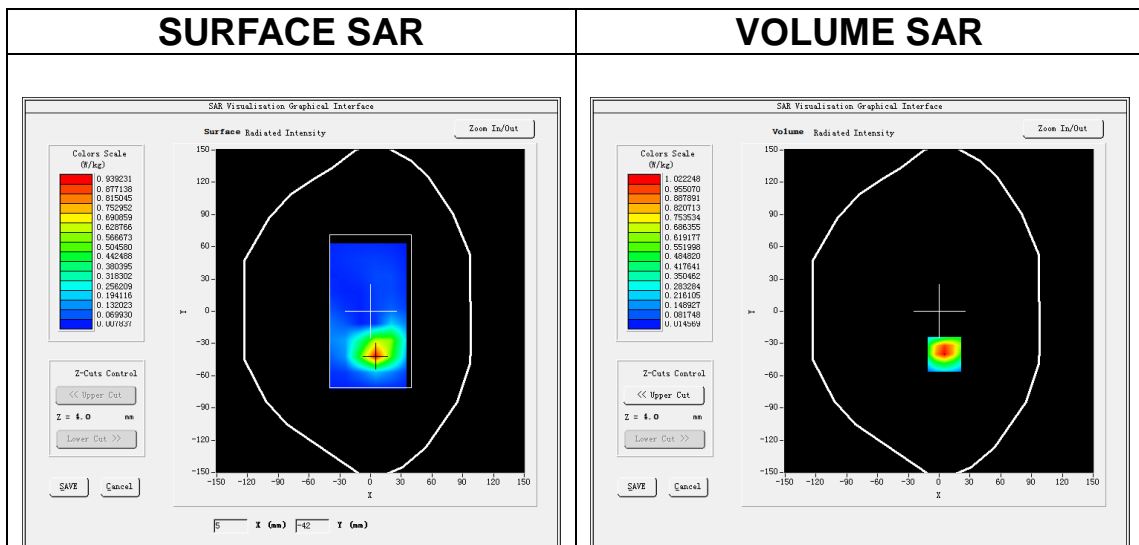 SURFACE SAR
VOLUME SAR
SAR Visualisation Graphical Interface
Surface Radiated Intensity
Zoom In/Out
Colors Scale
(W/kg)
0.939231
0.877138
0.815045
0.752952
0.690859
0.628766
0.566673
0.504580
0.442488
0.380395
0.318302
0.256209
0.194116
0.132023
0.069930
0.007837
150
120
90
60
30
0
-30
-60
-90
-120
-150
Y
-150 -120 -90 -60 -30 0 30 60 90 120 150
X
Z-Cuts Control
<< Upper Cut
Z = 4.0 mm
Lower Cut >>
SAVE Cancel
5 X (mm) -42 Y (mm)
SAR Visualisation Graphical Interface
Volume Radiated Intensity
Zoom In/Out
Colors Scale
(W/kg)
1.022248
0.955070
0.887891
0.820713
0.753534
0.686355
0.619177
0.551998
0.484820
0.417641
0.350462
0.283284
0.216105
0.148927
0.081748
0.014569
150
120
90
60
30
0
-30
-60
-90
-120
-150
Y
-150 -120 -90 -60 -30 0 30 60 90 120 150
X
Z-Cuts Control
<< Upper Cut
Z = 4.0 mm
Lower Cut >>
SAVE Cancel